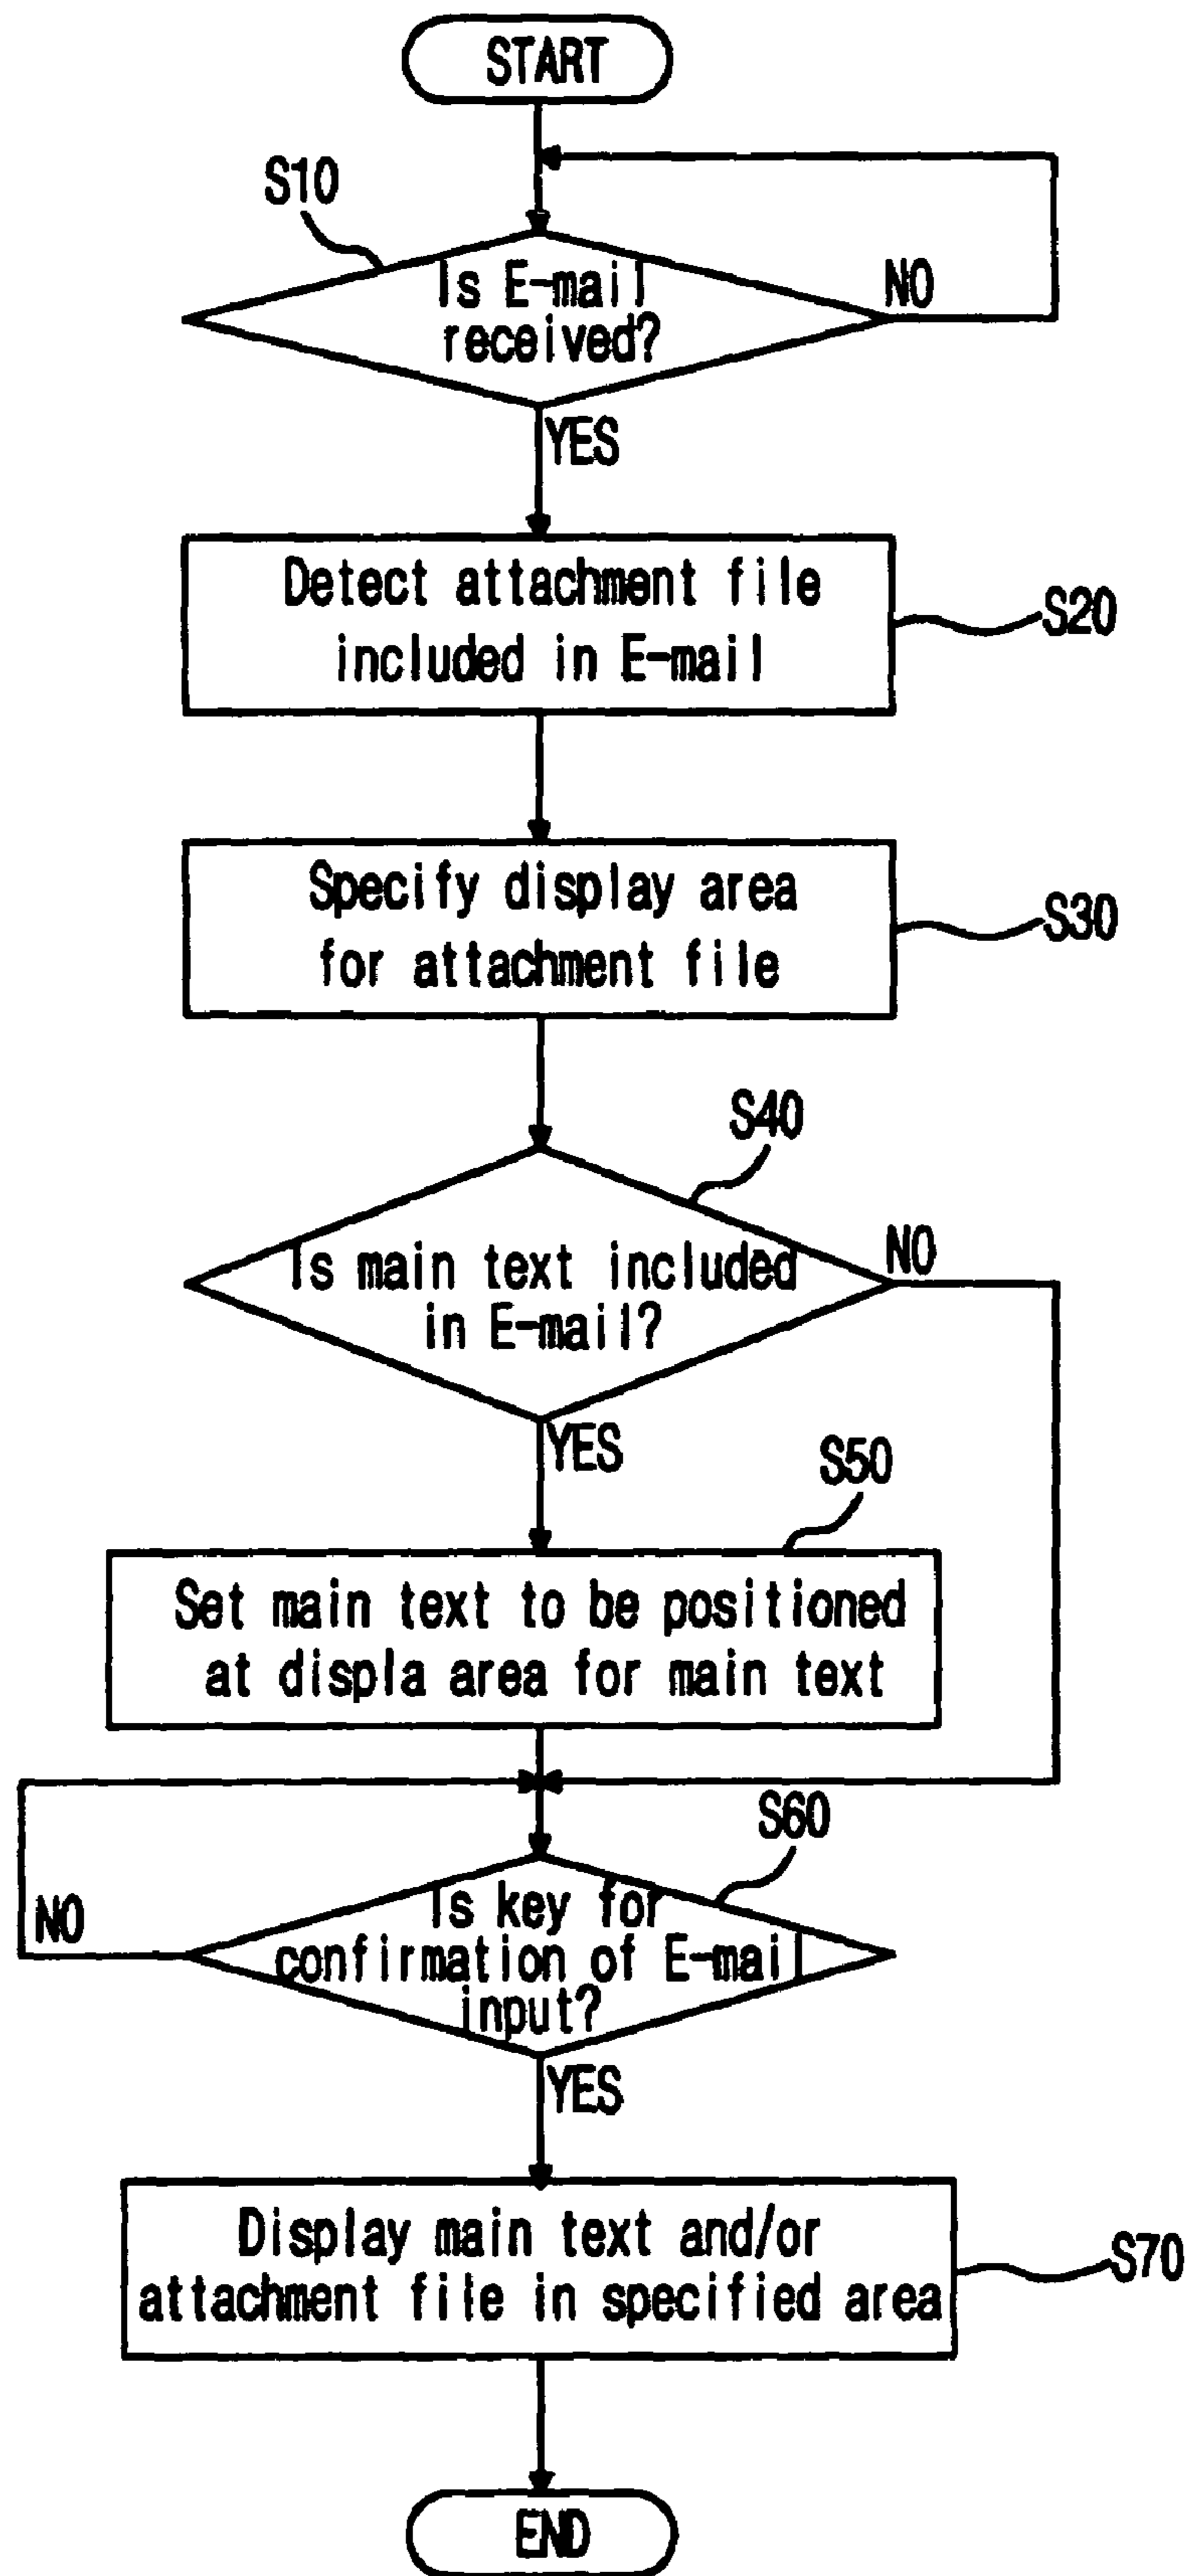 START
S10
Is E-mail
received?
NO
YES
Detect attachment file
included in E-mail
S20
Specify display area
for attachment file
S30
S40
Is main text included
in E-mail?
NO
YES
S50
Set main text to be positioned
at displa area for main text
S60
Is key for
confirmation of E-mail
input?
NO
YES
Display main text and/or
attachment file in specified area
S70
END